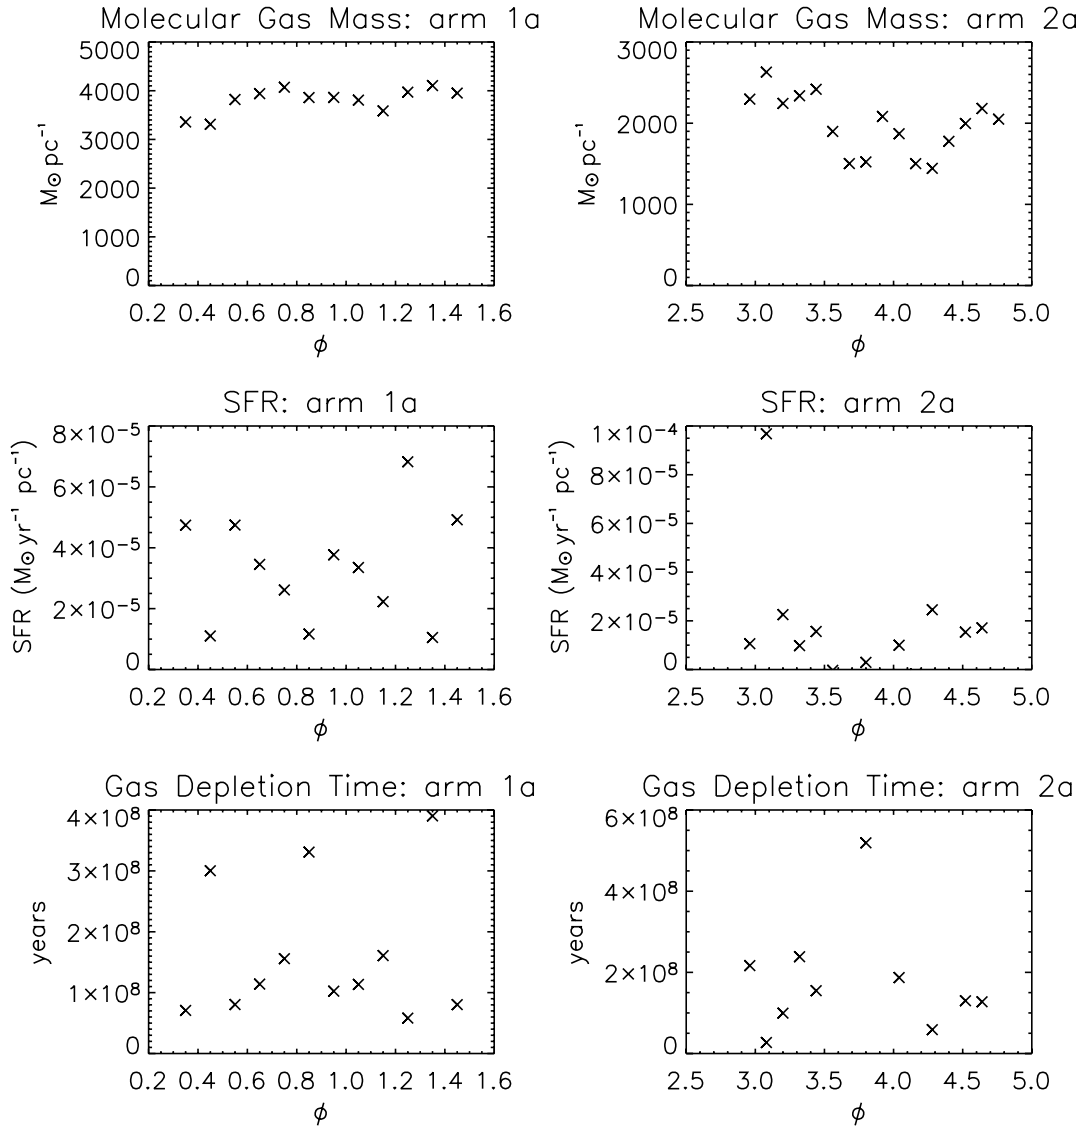 Molecular Gas Mass: arm 1a
5000
4000
3000
2000
1000
0
M⊙pc⁻¹
0.2 0.4 0.6 0.8 1.0 1.2 1.4 1.6
ϕ
Molecular Gas Mass: arm 2a
3000
2000
1000
0
M⊙pc⁻¹
2.5 3.0 3.5 4.0 4.5 5.0
ϕ
SFR: arm 1a
8×10⁻⁵
6×10⁻⁵
4×10⁻⁵
2×10⁻⁵
0
SFR (M⊙yr⁻¹ pc⁻¹)
0.2 0.4 0.6 0.8 1.0 1.2 1.4 1.6
ϕ
SFR: arm 2a
1×10⁻⁴
8×10⁻⁵
6×10⁻⁵
4×10⁻⁵
2×10⁻⁵
0
SFR (M⊙yr⁻¹ pc⁻¹)
2.5 3.0 3.5 4.0 4.5 5.0
ϕ
Gas Depletion Time: arm 1a
4×10⁸
3×10⁸
2×10⁸
1×10⁸
0
years
0.2 0.4 0.6 0.8 1.0 1.2 1.4 1.6
ϕ
Gas Depletion Time: arm 2a
6×10⁸
4×10⁸
2×10⁸
0
years
2.5 3.0 3.5 4.0 4.5 5.0
ϕ